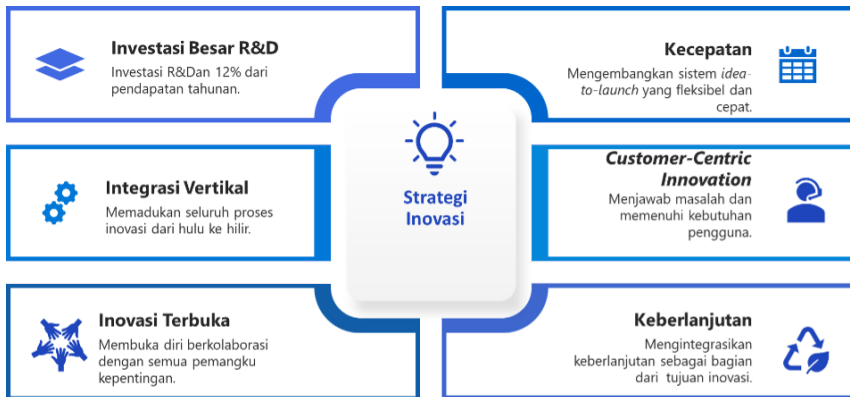 Investasi Besar R&D
Investasi R&Dan 12% dari
pendapatan tahunan.
Integrasi Vertikal
Memadukan seluruh proses
inovasi dari hulu ke hilir.
Inovasi Terbuka
Membuka diri berkolaborasi
dengan semua pemangku
kepentingan.
Strategi
Inovasi
Kecepatan
Mengembangkan sistem idea-
to-launch yang fleksibel dan
cepat.
Customer-Centric
Innovation
Menjawab masalah dan
memenuhi kebutuhan
pengguna.
Keberlanjutan
Mengintegrasikan
keberlanjutan sebagai bagian
dari tujuan inovasi.